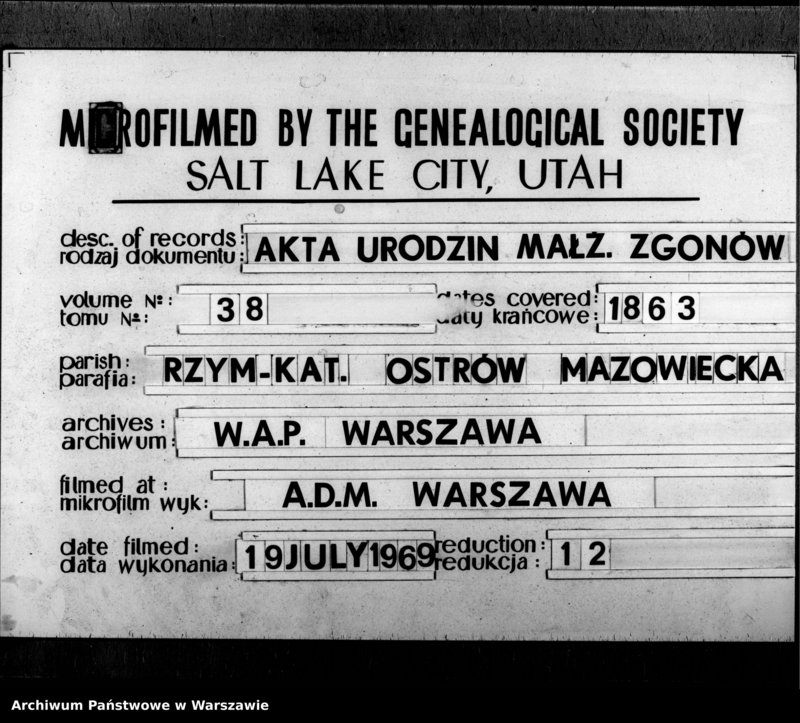 MICROFILMED BY THE GENEALOGICAL SOCIETY
SALT LAKE CITY, UTAH
desc. of records: AKTA URODZIN MAŁŻ. ZGONÓW
rodzaj dokumentu:
volume No: 38 dates covered: 1863
tomu No: daty krańcowe:
parish: RZYM-KAT. OSTRÓW MAZOWIECKA
parafia:
archives: W.A.P. WARSZAWA
archiwum:
filmed at: A.D.M. WARSZAWA
mikrofilm wyk:
date filmed: 19JULY1969 reduction: 12
data wykonania: redukcja:
Archiwum Państwowe w Warszawie